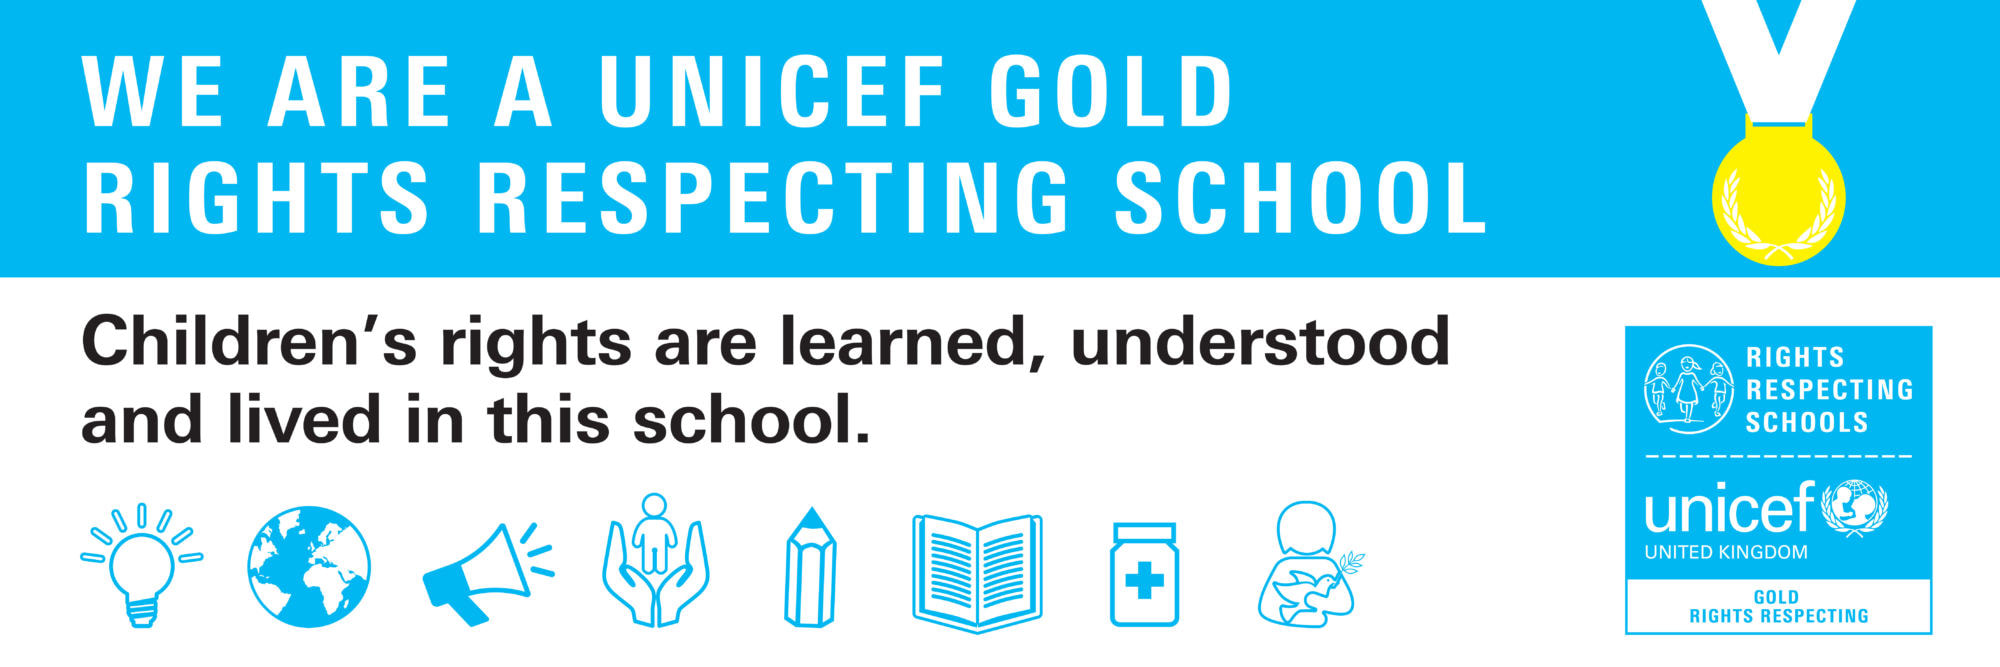 WE ARE A UNICEF GOLD
RIGHTS RESPECTING SCHOOL
Children’s rights are learned, understood
and lived in this school.
RIGHTS
RESPECTING
SCHOOLS
unicef
UNITED KINGDOM
GOLD
RIGHTS RESPECTING